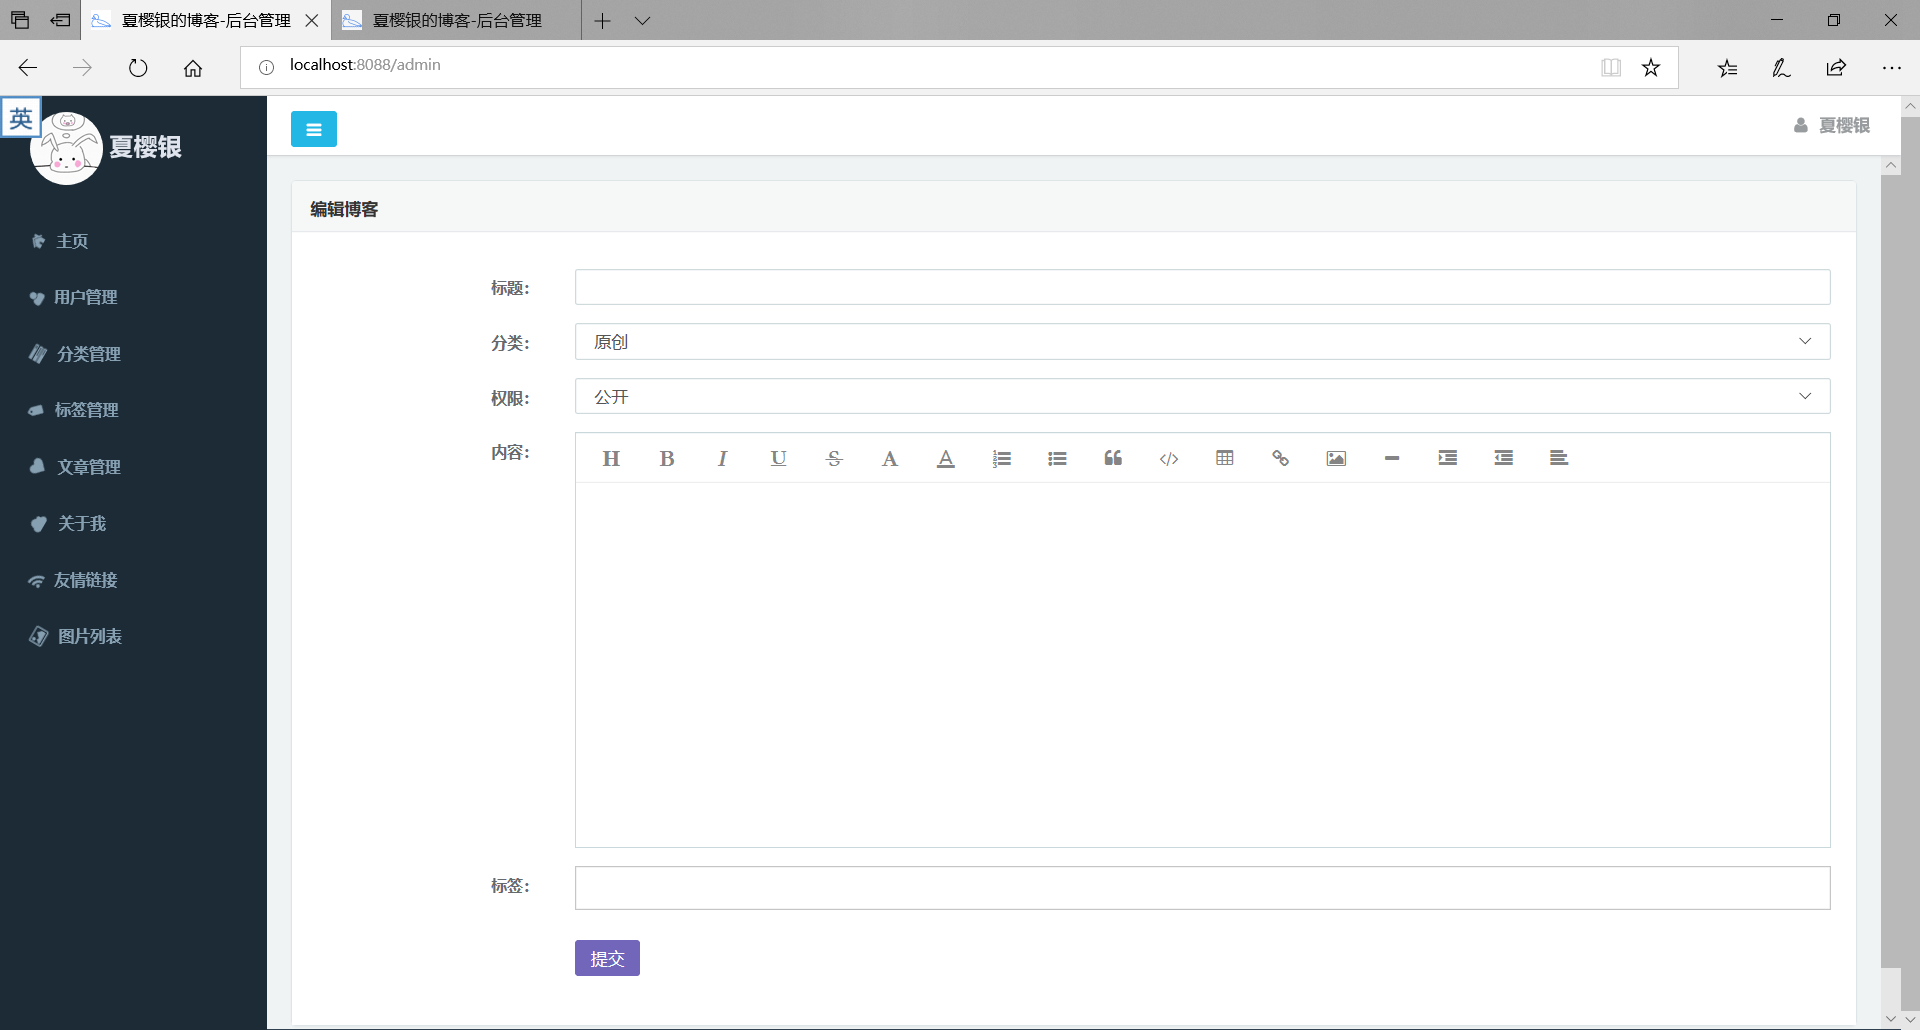 夏樱银的博客-后台管理
夏樱银的博客-后台管理
localhost:8088/admin
英
夏樱银
夏樱银
主页
用户管理
分类管理
标签管理
文章管理
关于我
友情链接
图片列表
编辑博客
标题:
分类:
原创
权限:
公开
内容:
H B I U S A A
标签:
提交